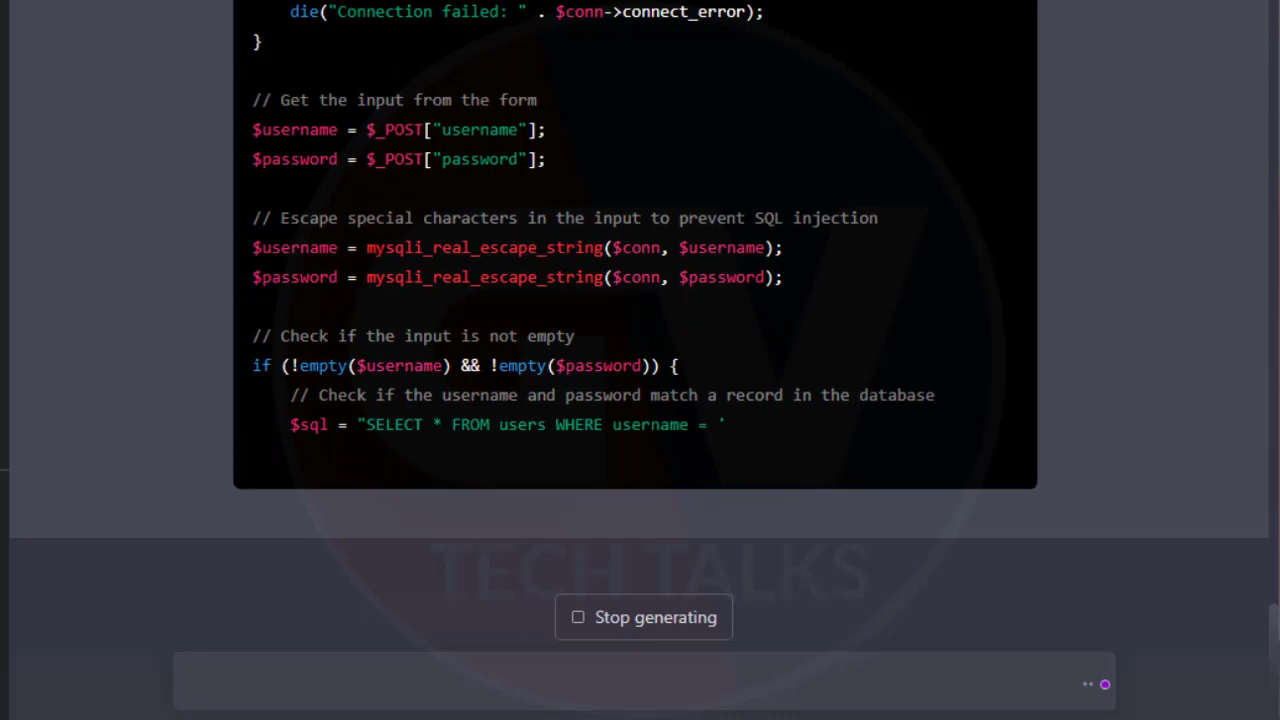 die("Connection failed: " . $conn->connect_error);
}
// Get the input from the form
$username = $_POST["username"];
$password = $_POST["password"];
// Escape special characters in the input to prevent SQL injection
$username = mysqli_real_escape_string($conn, $username);
$password = mysqli_real_escape_string($conn, $password);
// Check if the input is not empty
if (!empty($username) && !empty($password)) {
// Check if the username and password match a record in the database
$sql = "SELECT * FROM users WHERE username = '
GV
TECH TALKS
Stop generating